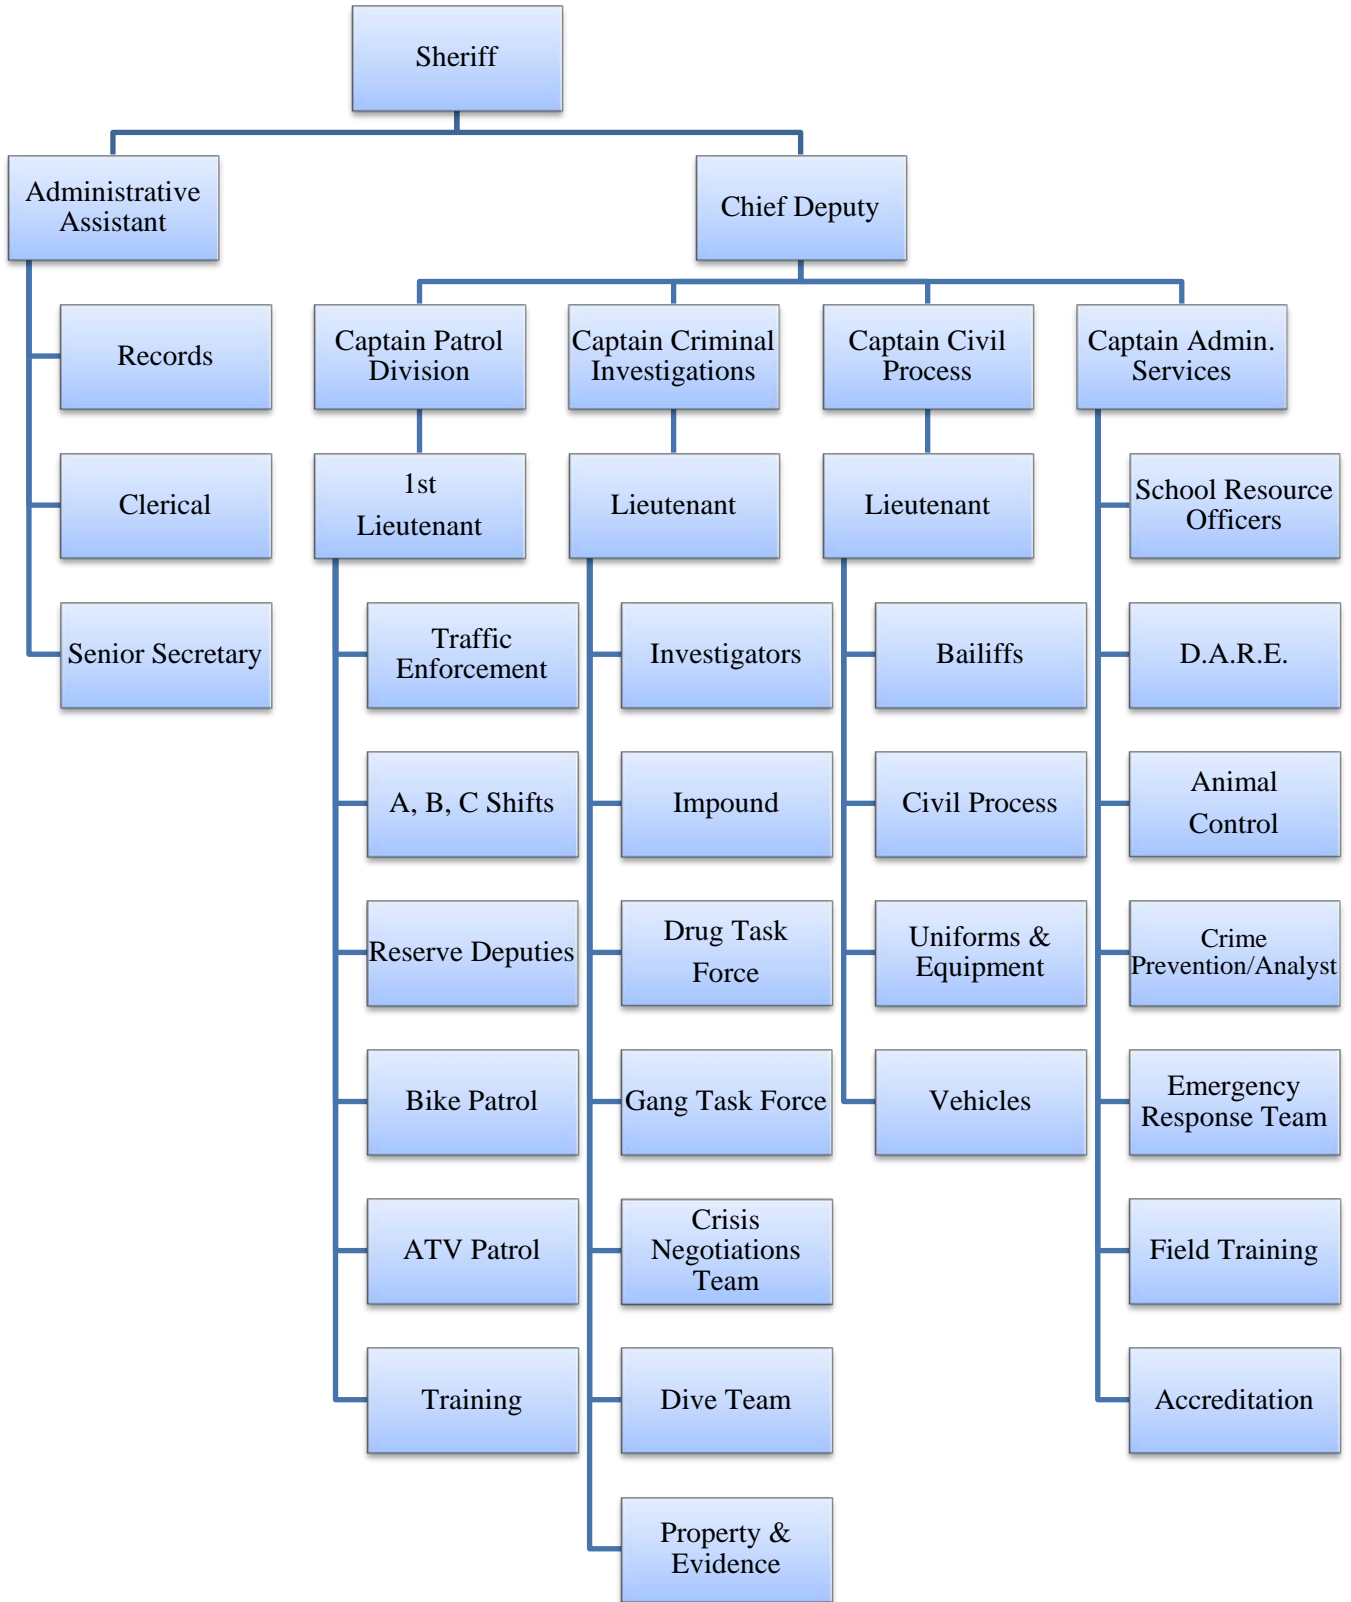 Sheriff
Administrative
Assistant
Chief Deputy
Records
Clerical
Senior Secretary
Captain Patrol
Division
1st
Lieutenant
Traffic
Enforcement
A, B, C Shifts
Reserve Deputies
Bike Patrol
ATV Patrol
Training
Captain Criminal
Investigations
Lieutenant
Investigators
Impound
Drug Task
Force
Gang Task Force
Crisis
Negotiations
Team
Dive Team
Property &
Evidence
Captain Civil
Process
Lieutenant
Bailiffs
Civil Process
Uniforms &
Equipment
Vehicles
Captain Admin.
Services
School Resource
Officers
D.A.R.E.
Animal
Control
Crime
Prevention/Analyst
Emergency
Response Team
Field Training
Accreditation